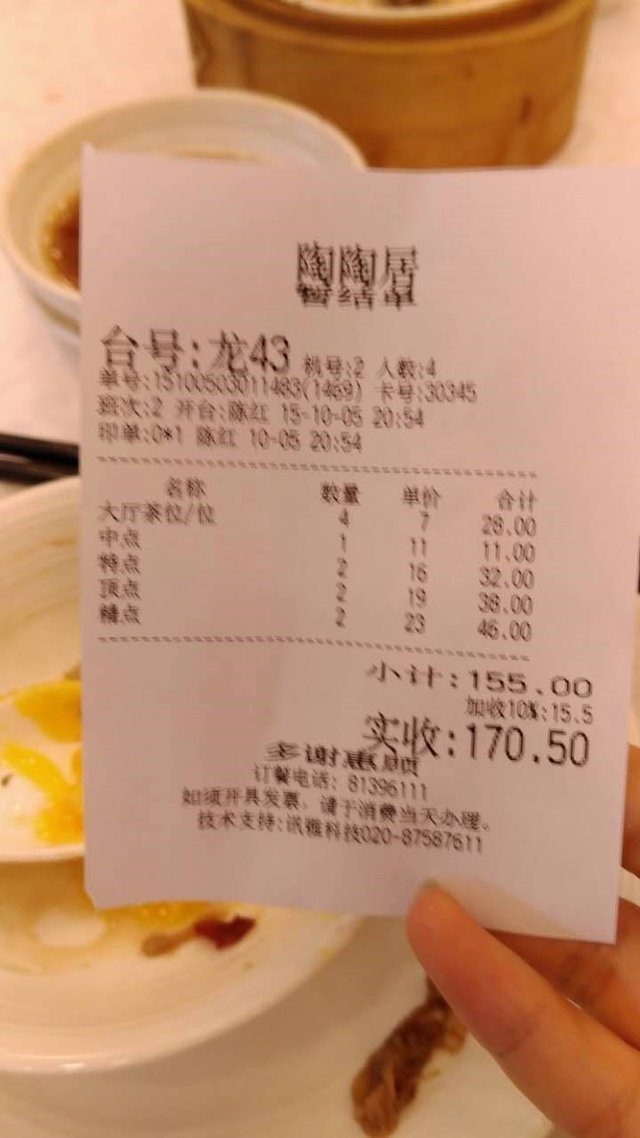 陶陶居
暂结单
台号:龙43 机号:2 人数:4
单号:15100503011483(1469) 卡号:30345
班次:2 开台:陈红 15-10-05 20:54
印单:0*1 陈红 10-05 20:54
名称 数量 单价 合计
大厅茶位/位 4 7 28.00
中点 1 11 11.00
特点 2 16 32.00
顶点 2 19 38.00
精点 2 23 46.00
小计:155.00
加收10%:15.5
实收:170.50
多谢惠顾
订餐电话: 81396111
如须开具发票, 请于消费当天办理。
技术支持:讯雅科技020-87587611